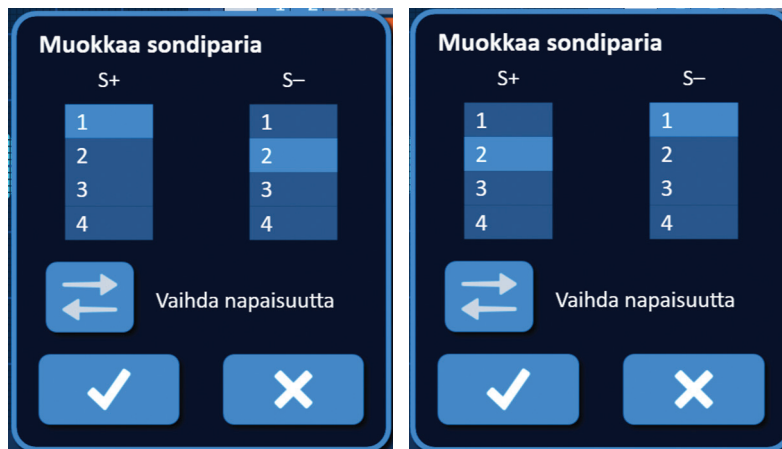 Muokkaa sondiparia
S+ S–
1 1
2 2
3 3
4 4
Vaihda napaisuutta
Muokkaa sondiparia
S+ S–
1 1
2 2
3 3
4 4
Vaihda napaisuutta